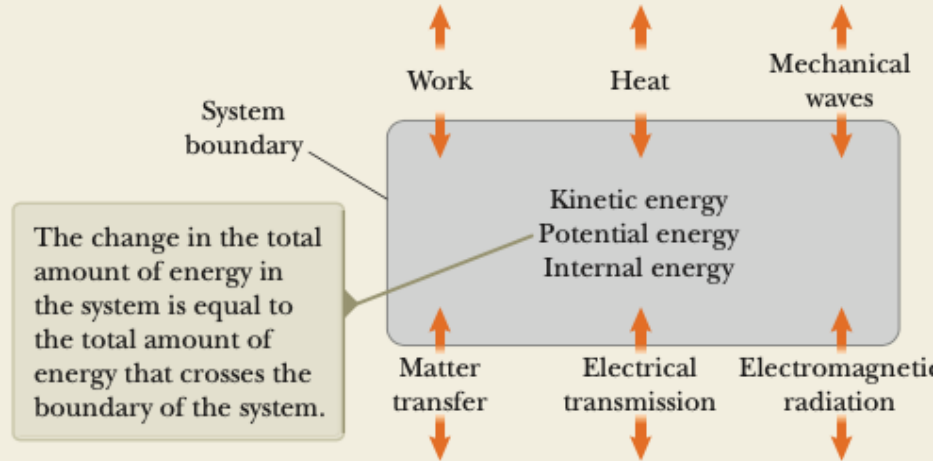 Work
Heat
Mechanical
waves
System
boundary
Kinetic energy
Potential energy
Internal energy
The change in the total
amount of energy in
the system is equal to
the total amount of
energy that crosses the
boundary of the system.
Matter
transfer
Electrical
transmission
Electromagnetic
radiation